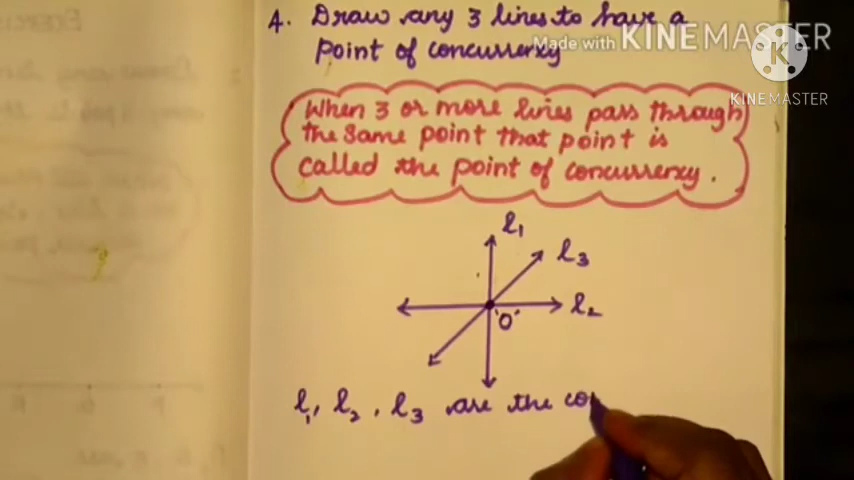 4. Draw any 3 lines to have a
point of concurrency
Made with KINEMASTER
K
KINEMASTER
When 3 or more lines pass through
the same point that point is
called the point of concurrency.
l1
l3
l2
'O'
l1, l2, l3 are the co